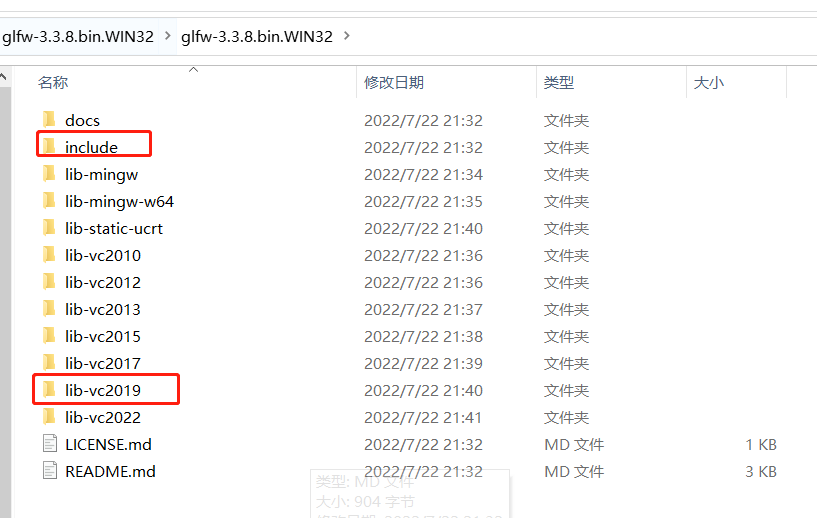 glfw-3.3.8.bin.WIN32 > glfw-3.3.8.bin.WIN32 >
名称 修改日期 类型 大小
docs 2022/7/22 21:32 文件夹
include 2022/7/22 21:32 文件夹
lib-mingw 2022/7/22 21:34 文件夹
lib-mingw-w64 2022/7/22 21:35 文件夹
lib-static-ucrt 2022/7/22 21:40 文件夹
lib-vc2010 2022/7/22 21:36 文件夹
lib-vc2012 2022/7/22 21:36 文件夹
lib-vc2013 2022/7/22 21:37 文件夹
lib-vc2015 2022/7/22 21:38 文件夹
lib-vc2017 2022/7/22 21:39 文件夹
lib-vc2019 2022/7/22 21:40 文件夹
lib-vc2022 2022/7/22 21:41 文件夹
LICENSE.md 2022/7/22 21:32 MD 文件 1 KB
README.md 2022/7/22 21:32 MD 文件 3 KB
类型: MD 文件
大小: 904 字节